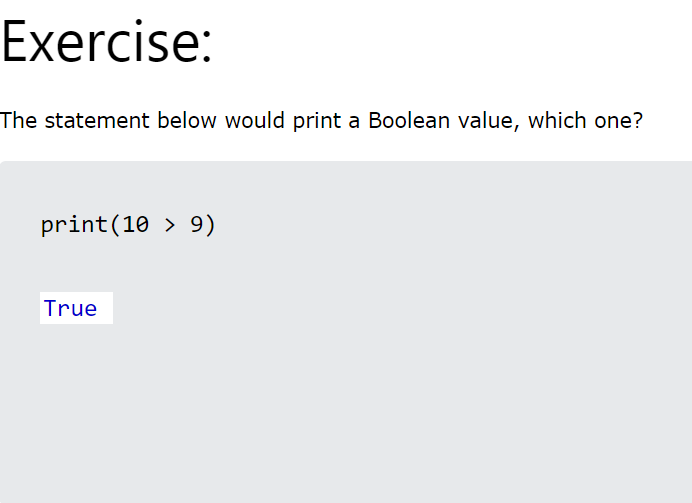 Exercise:
The statement below would print a Boolean value, which one?
print(10 > 9)
True